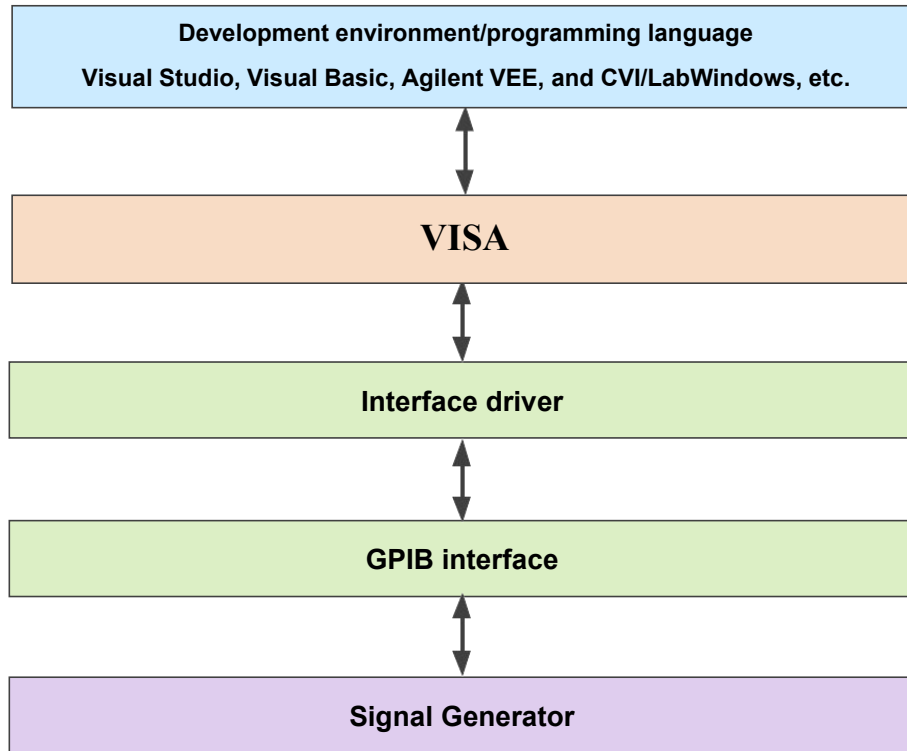 Development environment/programming language
Visual Studio, Visual Basic, Agilent VEE, and CVI/LabWindows, etc.
VISA
Interface driver
GPIB interface
Signal Generator